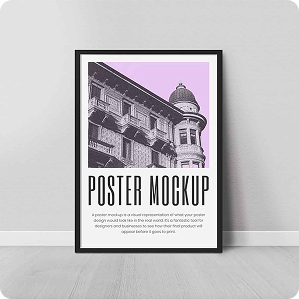 POSTER MOCKUP
A poster mockup is a visual representation of what your poster
design would look like in the real world. It's a fantastic tool for
designers and businesses to see how their final product will
appear before it goes to print.